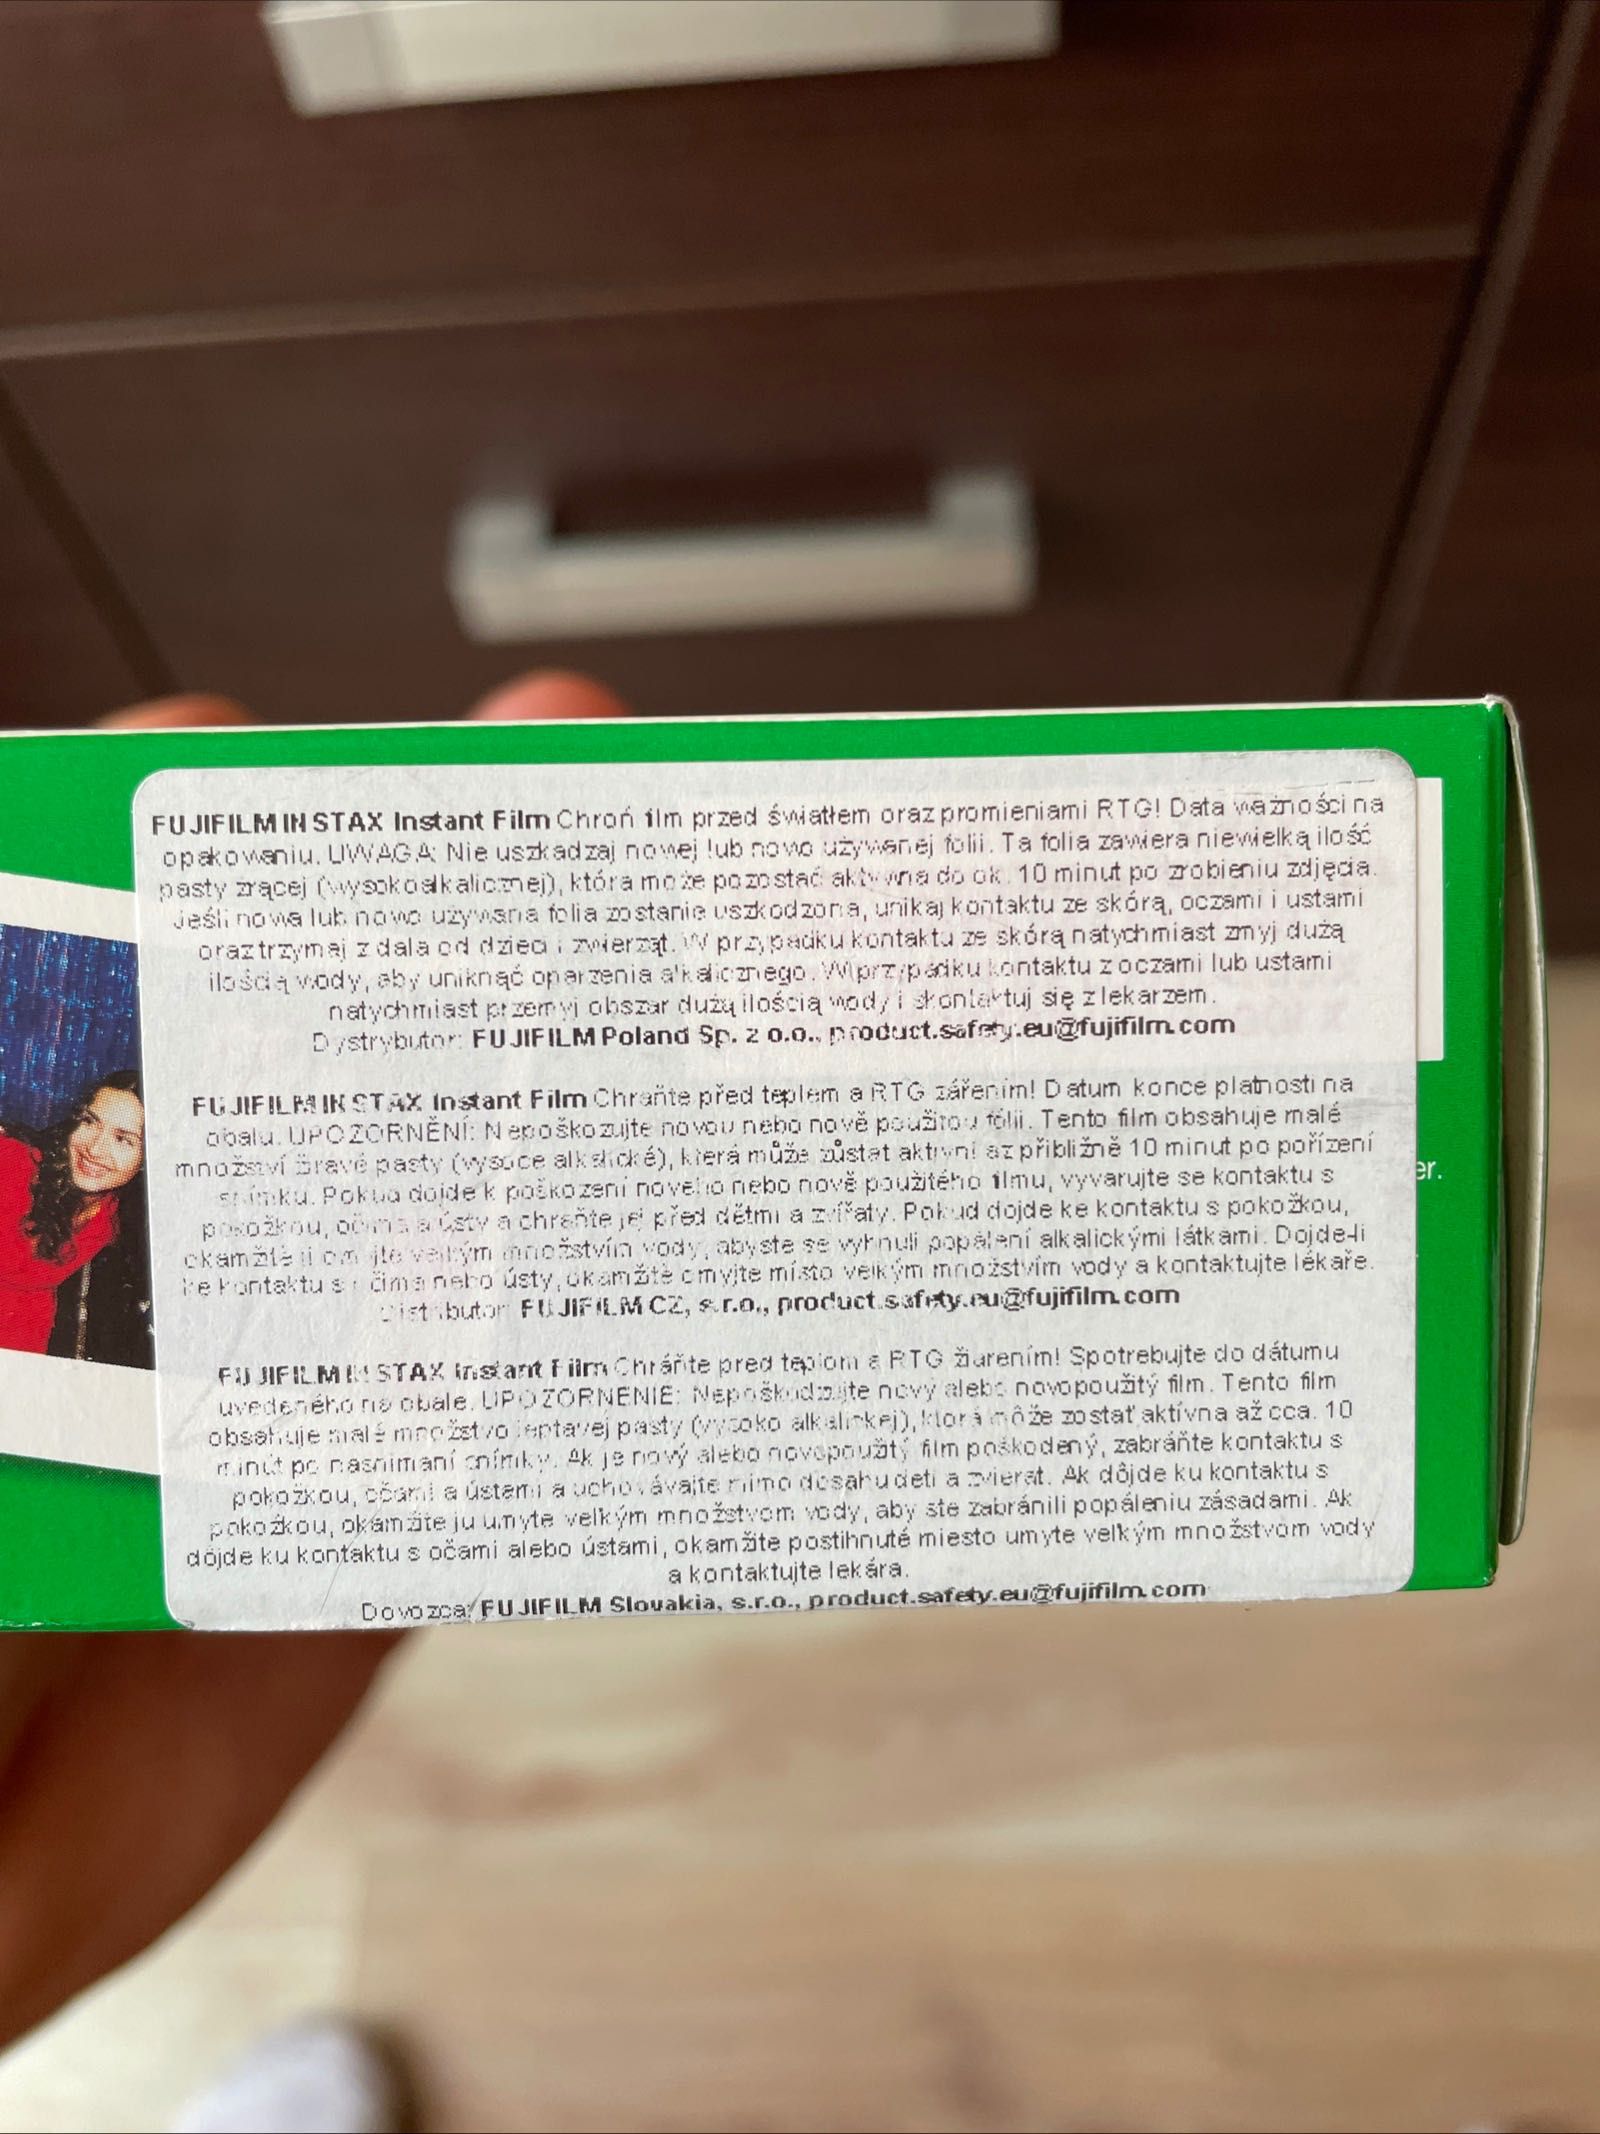 FUJIFILM INSTAX Instant Film Chroń film przed światłem oraz promieniami RTG! Data ważności na
opakowaniu. UWAGA: Nie uszkadzaj nowej lub nowo używanej folii. Ta folia zawiera niewielką ilość
pasty żrącej (wysokoalkalicznej), która może pozostać aktywna do ok. 10 minut po zrobieniu zdjęcia.
Jeśli nowa lub nowo używana folia zostanie uszkodzona, unikaj kontaktu ze skórą, oczami i ustami
oraz trzymaj z dala od dzieci i zwierząt. W przypadku kontaktu ze skórą natychmiast zmyj dużą
ilością wody, aby uniknąć oparzenia alkalicznego. W przypadku kontaktu z oczami lub ustami
natychmiast przemyj obszar dużą ilością wody i skontaktuj się z lekarzem.
Dystrybutor: FUJIFILM Poland Sp. z o.o., product.safety.eu@fujifilm.com
FUJIFILM INSTAX Instant Film Chraňte před teplem a RTG zářením! Datum konce platnosti na
obalu. UPOZORNĚNÍ: Nepoškozujte novou nebo nově použitou fólii. Tento film obsahuje malé
množství žíravé pasty (vysoce alkalické), která může zůstat aktivní až přibližně 10 minut po pořízení
snímku. Pokud dojde k poškození nového nebo nově použitého filmu, vyvarujte se kontaktu s
pokožkou, očima a ústy a chraňte jej před dětmi a zvířaty. Pokud dojde ke kontaktu s pokožkou,
okamžitě ji omyjte velkým množstvím vody, abyste se vyhnuli popálení alkalickými látkami. Dojde-li
ke kontaktu s očima nebo ústy, okamžitě omyjte místo velkým množstvím vody a kontaktujte lékaře.
Distributor: FUJIFILM CZ, s.r.o., product.safety.eu@fujifilm.com
er.
FUJIFILM INSTAX Instant Film Chráňte pred teplom a RTG žiarením! Spotrebujte do dátumu
uvedeného na obale. UPOZORNENIE: Nepoškodzujte nový alebo novopoužitý film. Tento film
obsahuje malé množstvo leptavej pasty (vysoko alkalickej), ktorá môže zostať aktívna až cca. 10
minút po nasnímaní snímky. Ak je nový alebo novopoužitý film poškodený, zabráňte kontaktu s
pokožkou, očami a ústami a uchovávajte mimo dosahu detí a zvierat. Ak dôjde ku kontaktu s
pokožkou, okamžite ju umyte veľkým množstvom vody, aby ste zabránili popáleniu zásadami. Ak
dôjde ku kontaktu s očami alebo ústami, okamžite postihnuté miesto umyte veľkým množstvom vody
a kontaktujte lekára.
Dovozca: FUJIFILM Slovakia, s.r.o., product.safety.eu@fujifilm.com